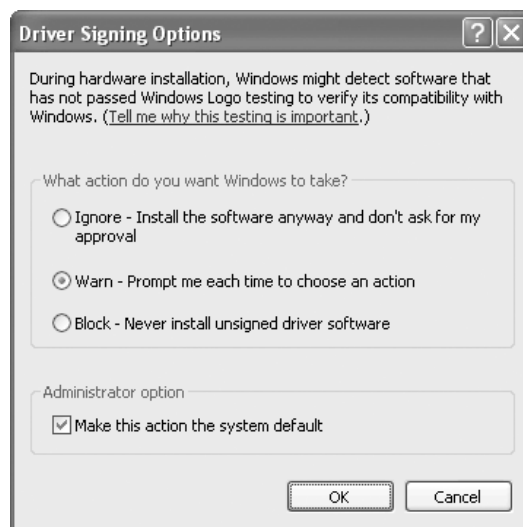 Driver Signing Options
During hardware installation, Windows might detect software that
has not passed Windows Logo testing to verify its compatibility with
Windows. (Tell me why this testing is important.)
What action do you want Windows to take?
Ignore - Install the software anyway and don't ask for my
approval
Warn - Prompt me each time to choose an action
Block - Never install unsigned driver software
Administrator option
Make this action the system default
OK
Cancel